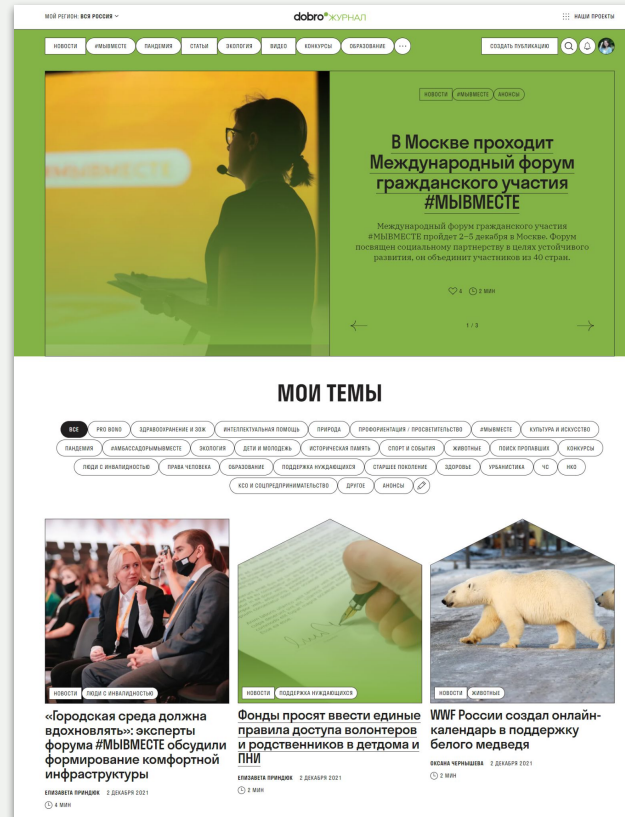 МОЙ РЕГИОН: ВСЯ РОССИЯ
dobro ЖУРНАЛ
НАШИ ПРОЕКТЫ
НОВОСТИ #МЫВМЕСТЕ ПАНДЕМИЯ СТАТЬИ ЭКОЛОГИЯ ВИДЕО КОНКУРСЫ ОБРАЗОВАНИЕ ... СОЗДАТЬ ПУБЛИКАЦИЮ
#МЫВМЕСТЕ
НОВОСТИ #МЫВМЕСТЕ АНОНСЫ
В Москве проходит
Международный форум
гражданского участия
#МЫВМЕСТЕ
Международный форум гражданского участия
#МЫВМЕСТЕ пройдет 2–5 декабря в Москве. Форум
посвящен социальному партнерству в целях устойчивого
развития, он объединит участников из 40 стран.
4 2 МИН
1 / 3
МОИ ТЕМЫ
ВСЕ PRO BONO ЗДРАВООХРАНЕНИЕ И ЗОЖ ИНТЕЛЛЕКТУАЛЬНАЯ ПОМОЩЬ ПРИРОДА ПРОФОРИЕНТАЦИЯ / ПРОСВЕТИТЕЛЬСТВО #МЫВМЕСТЕ КУЛЬТУРА И ИСКУССТВО
ПАНДЕМИЯ #АМБАССАДОРЫМЫВМЕСТЕ ЭКОЛОГИЯ ДЕТИ И МОЛОДЕЖЬ ИСТОРИЧЕСКАЯ ПАМЯТЬ СПОРТ И СОБЫТИЯ ЖИВОТНЫЕ ПОИСК ПРОПАВШИХ КОНКУРСЫ
ЛЮДИ С ИНВАЛИДНОСТЬЮ ПРАВА ЧЕЛОВЕКА ОБРАЗОВАНИЕ ПОДДЕРЖКА НУЖДАЮЩИХСЯ СТАРШЕЕ ПОКОЛЕНИЕ ЗДОРОВЬЕ УРБАНИСТИКА ЧС НКО
КСО И СОЦПРЕДПРИНИМАТЕЛЬСТВО ДРУГОЕ АНОНСЫ
НОВОСТИ ЛЮДИ С ИНВАЛИДНОСТЬЮ
«Городская среда должна
вдохновлять»: эксперты
форума #МЫВМЕСТЕ обсудили
формирование комфортной
инфраструктуры
ЕЛИЗАВЕТА ПРИНДЮК 2 ДЕКАБРЯ 2021
4 МИН
НОВОСТИ ПОДДЕРЖКА НУЖДАЮЩИХСЯ
Фонды просят ввести единые
правила доступа волонтеров
и родственников в детдома и
ПНИ
ЕЛИЗАВЕТА ПРИНДЮК 2 ДЕКАБРЯ 2021
2 МИН
НОВОСТИ ЖИВОТНЫЕ
WWF России создал онлайн-
календарь в поддержку
белого медведя
ОКСАНА ЧЕРНЫШЕВА 2 ДЕКАБРЯ 2021
2 МИН